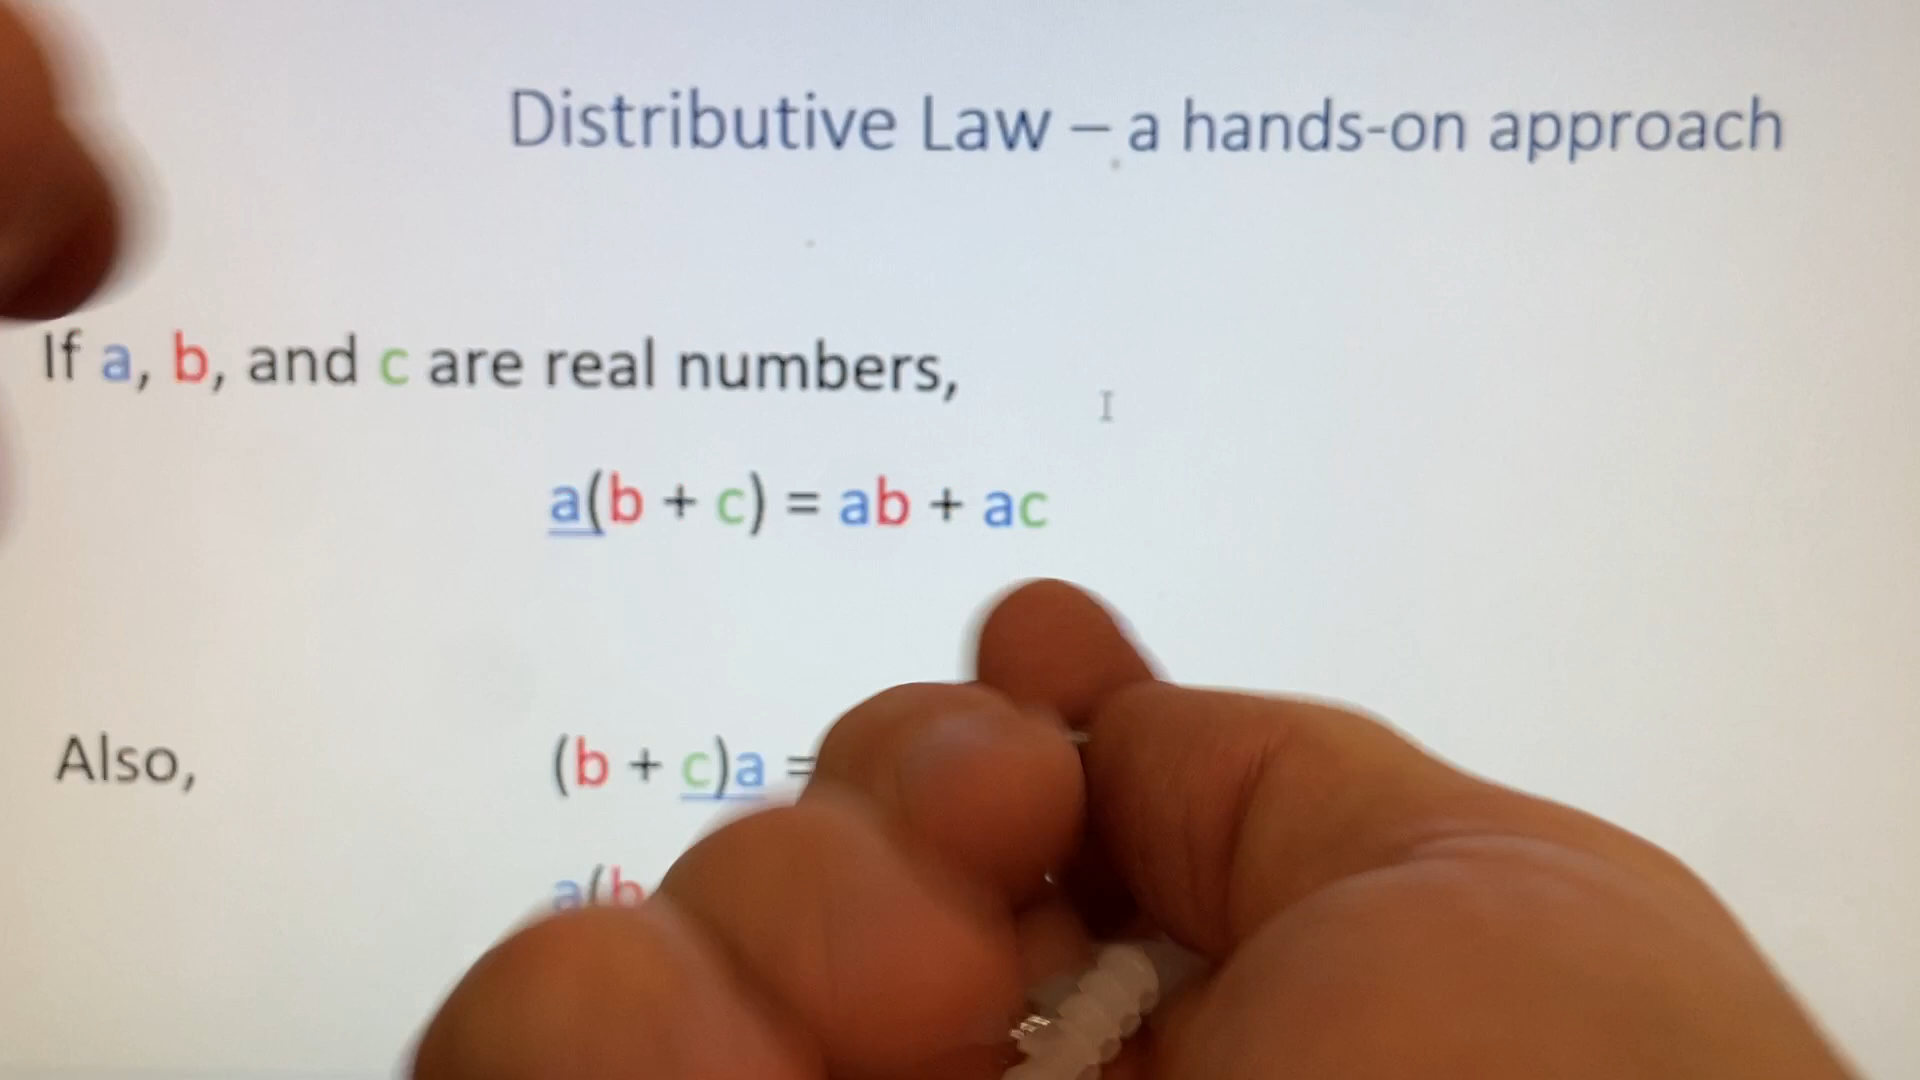 Distributive Law – a hands-on approach
If a, b, and c are real numbers,
a(b + c) = ab + ac
Also, (b + c)a =
a(b